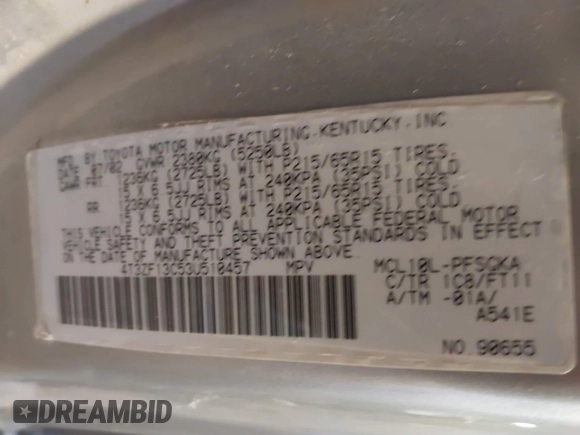 MFG. BY TOYOTA MOTOR MANUFACTURING, KENTUCKY, INC
DATE 07/02 GVWR 2380KG (5250LB)
GAWR FRT 1236KG (2725LB) WITH P215/65R15 TIRES,
15 X 6.5JJ RIMS AT 240KPA (35PSI) COLD
RR 1236KG (2725LB) WITH P215/65R15 TIRES,
15 X 6.5JJ RIMS AT 240KPA (35PSI) COLD
THIS VEHICLE CONFORMS TO ALL APPLICABLE FEDERAL MOTOR
VEHICLE SAFETY AND THEFT PREVENTION STANDARDS IN EFFECT
ON THE DATE OF MANUFACTURE SHOWN ABOVE.
4T3ZF13C53U510457 MPV MCL10L-PFSGKA
C/TR 1C8/FT11
A/TM -01A/
A541E
NO. 90655
DREAMBID